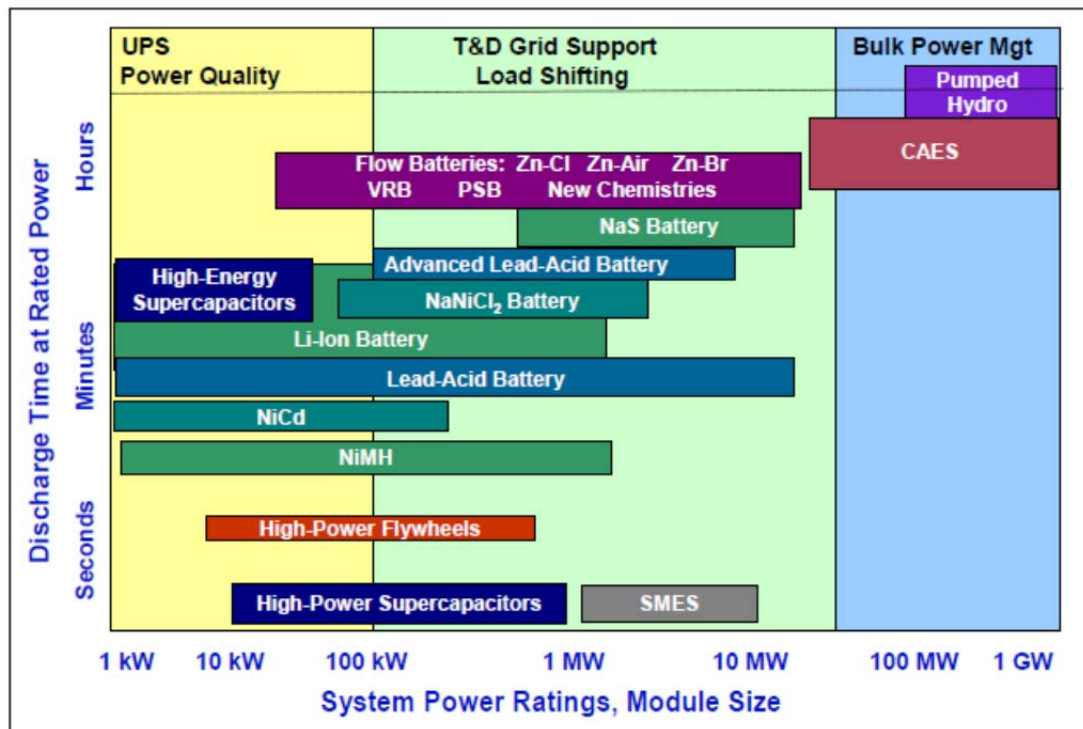 UPS
Power Quality
T&D Grid Support
Load Shifting
Bulk Power Mgt
Pumped
Hydro
CAES
Flow Batteries: Zn-Cl Zn-Air Zn-Br
VRB PSB New Chemistries
NaS Battery
Advanced Lead-Acid Battery
High-Energy
Supercapacitors
NaNiCl₂ Battery
Li-Ion Battery
Lead-Acid Battery
NiCd
NiMH
High-Power Flywheels
High-Power Supercapacitors
SMES
Discharge Time at Rated Power
Hours
Minutes
Seconds
1 kW 10 kW 100 kW 1 MW 10 MW 100 MW 1 GW
System Power Ratings, Module Size